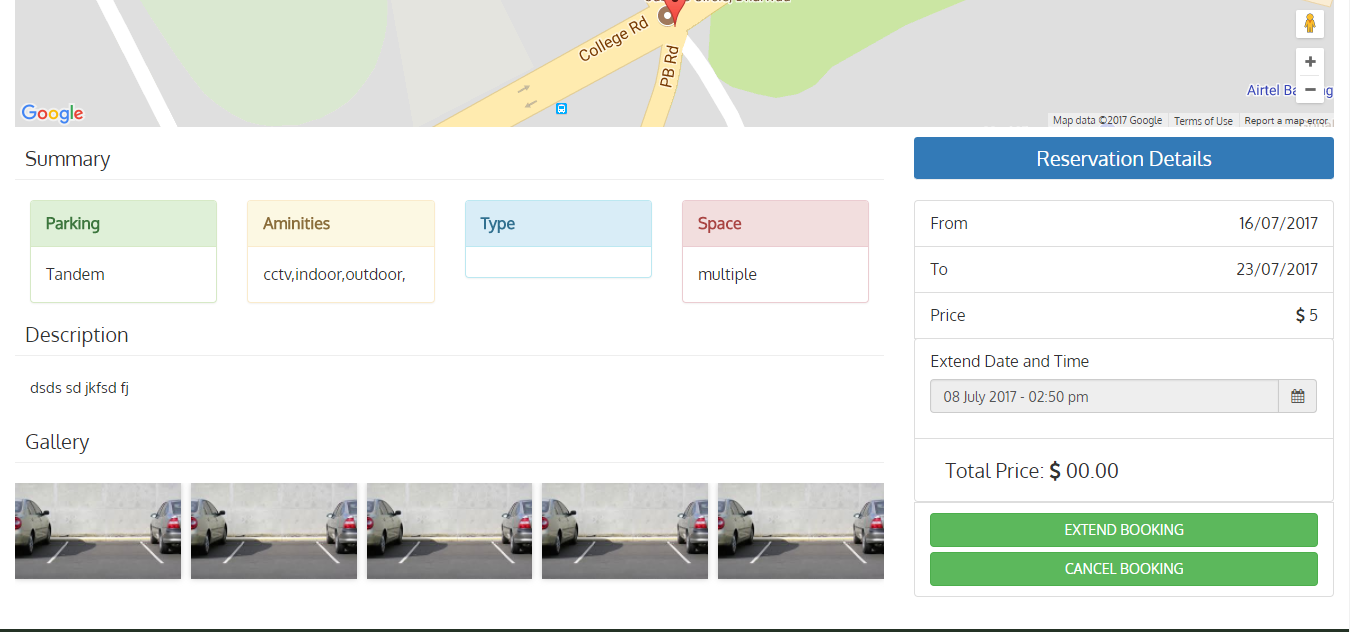 College Rd
PB Rd
Airtel
Google
Map data ©2017 Google
Terms of Use
Report a map error
Summary
Parking
Aminities
Type
Space
Tandem
cctv,indoor,outdoor,
multiple
Description
dsds sd jkfsd fj
Gallery
Reservation Details
From 16/07/2017
To 23/07/2017
Price $ 5
Extend Date and Time
08 July 2017 - 02:50 pm
Total Price: $ 00.00
EXTEND BOOKING
CANCEL BOOKING